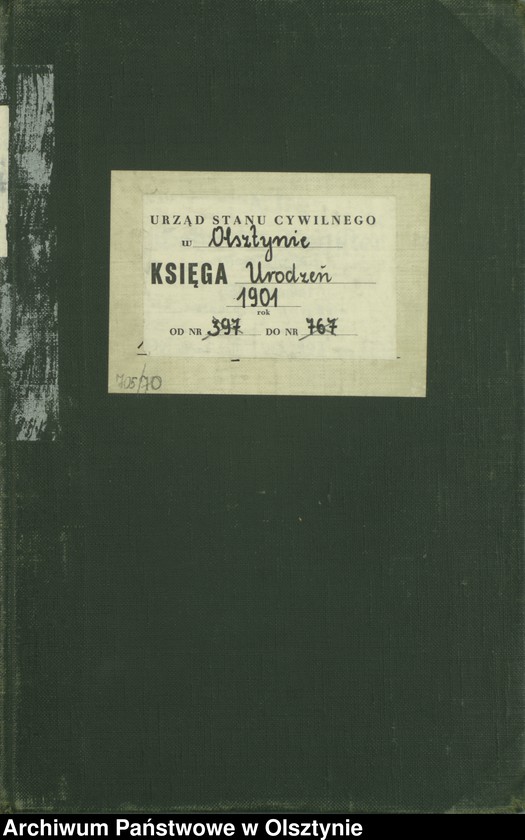 URZĄD STANU CYWILNEGO
w Olsztynie
KSIĘGA Urodzeń
1901
rok
OD NR 397 DO NR 767
705/70
Archiwum Państwowe w Olsztynie